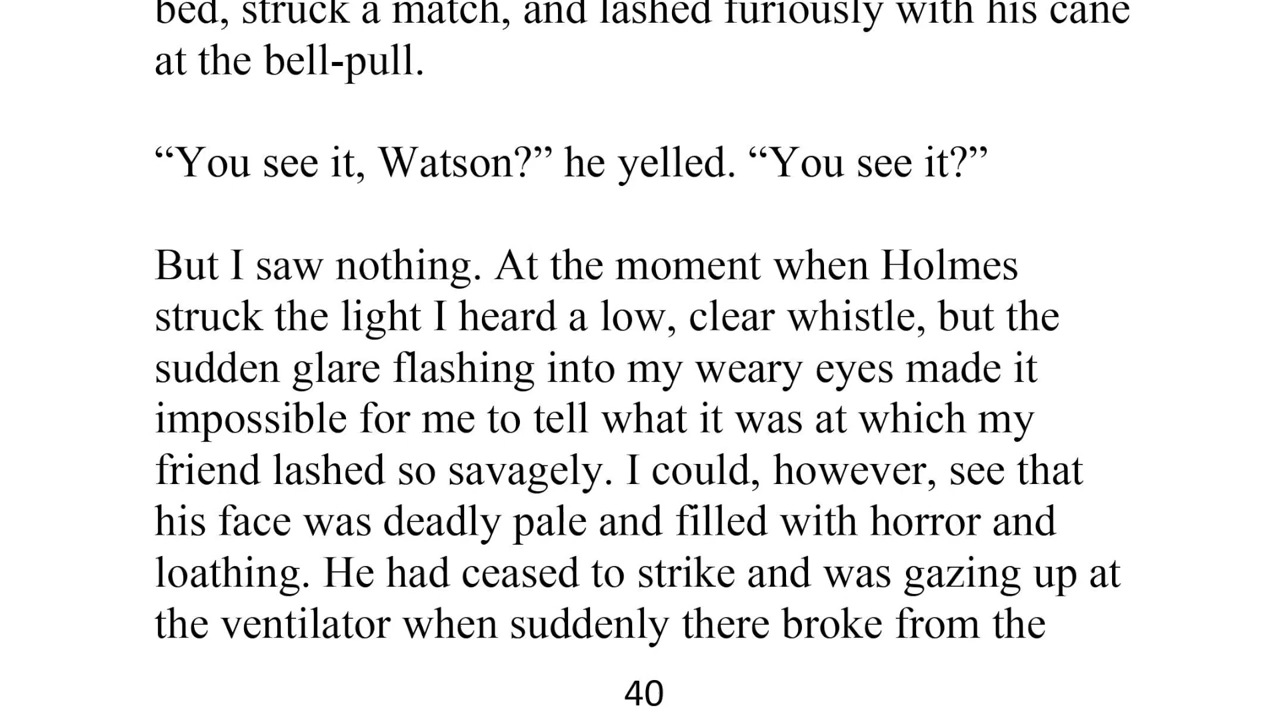 bed, struck a match, and lashed furiously with his cane
at the bell-pull.
“You see it, Watson?” he yelled. “You see it?”
But I saw nothing. At the moment when Holmes
struck the light I heard a low, clear whistle, but the
sudden glare flashing into my weary eyes made it
impossible for me to tell what it was at which my
friend lashed so savagely. I could, however, see that
his face was deadly pale and filled with horror and
loathing. He had ceased to strike and was gazing up at
the ventilator when suddenly there broke from the
40